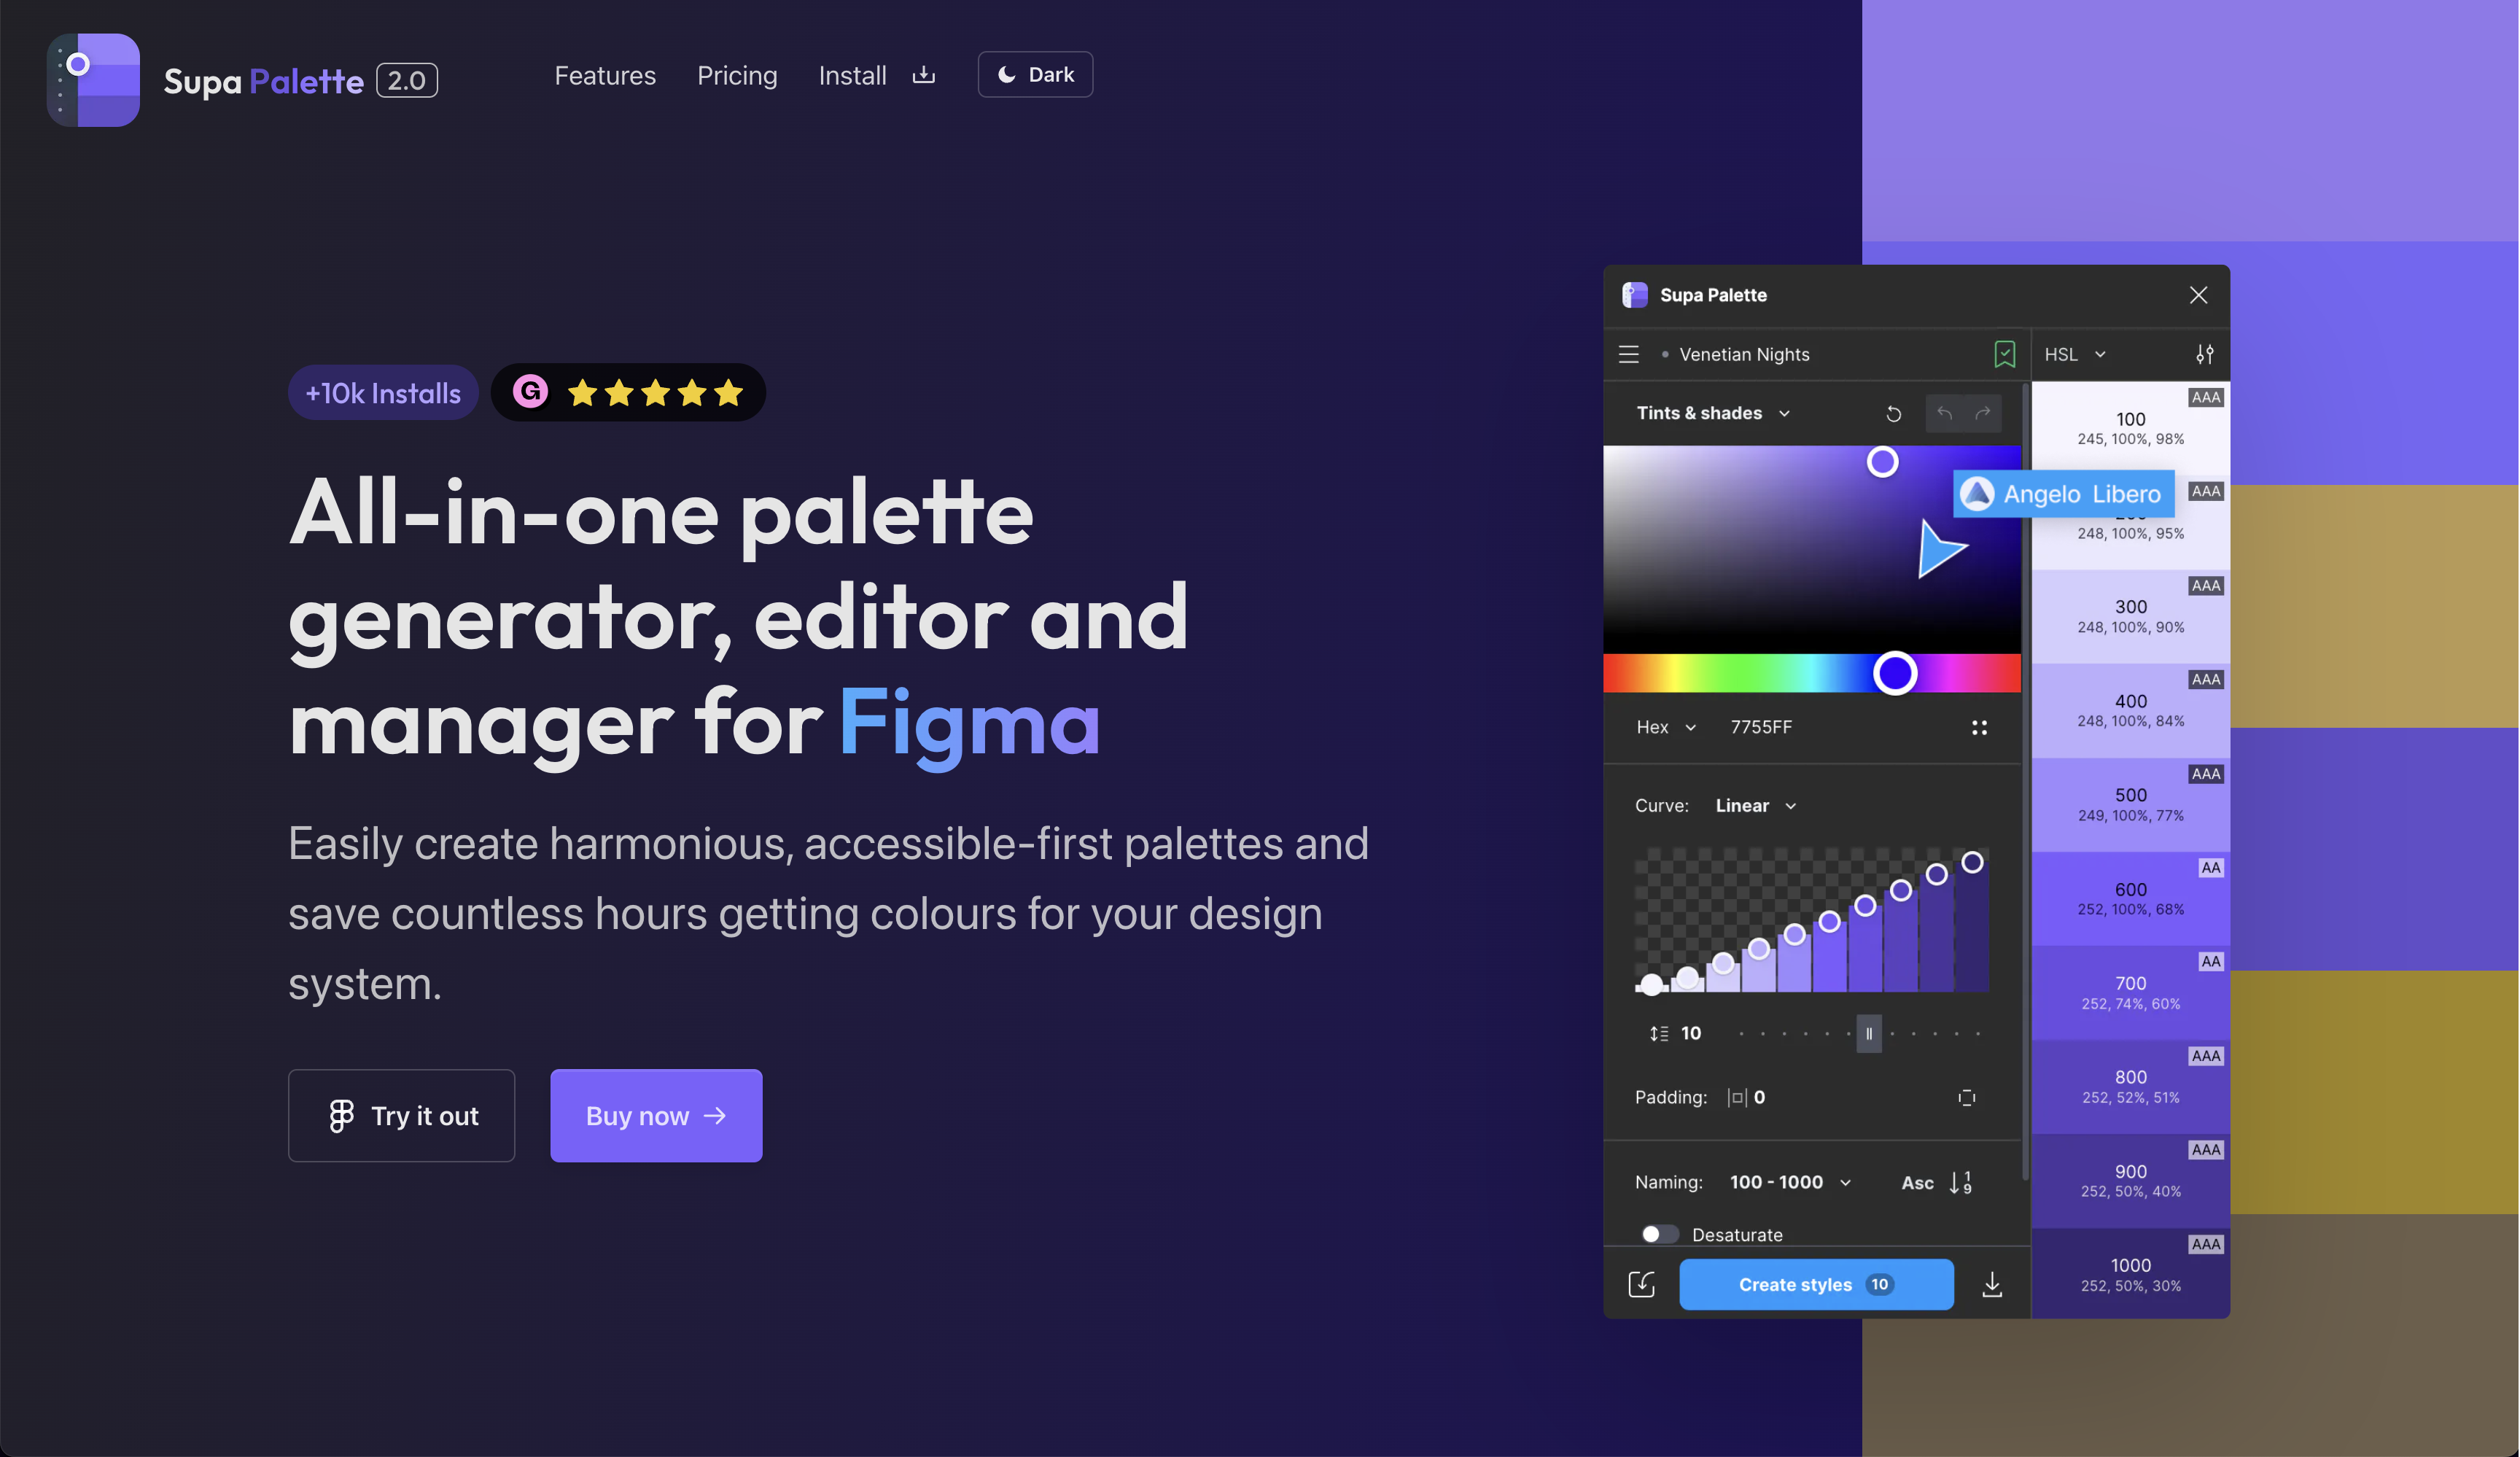 Supa Palette 2.0
Features
Pricing
Install
Dark
+10k Installs
G
All-in-one palette
generator, editor and
manager for Figma
Easily create harmonious, accessible-first palettes and
save countless hours getting colours for your design
system.
Try it out
Buy now →
Supa Palette
Venetian Nights
HSL
Tints & shades
Angelo Libero
Hex 7755FF
Curve: Linear
10
Padding: 0
Naming: 100 - 1000 Asc 1 9
Desaturate
Create styles 10
AAA
100
245, 100%, 98%
AAA
248, 100%, 95%
AAA
300
248, 100%, 90%
AAA
400
248, 100%, 84%
AAA
500
249, 100%, 77%
AA
600
252, 100%, 68%
AA
700
252, 74%, 60%
AAA
800
252, 52%, 51%
AAA
900
252, 50%, 40%
AAA
1000
252, 50%, 30%